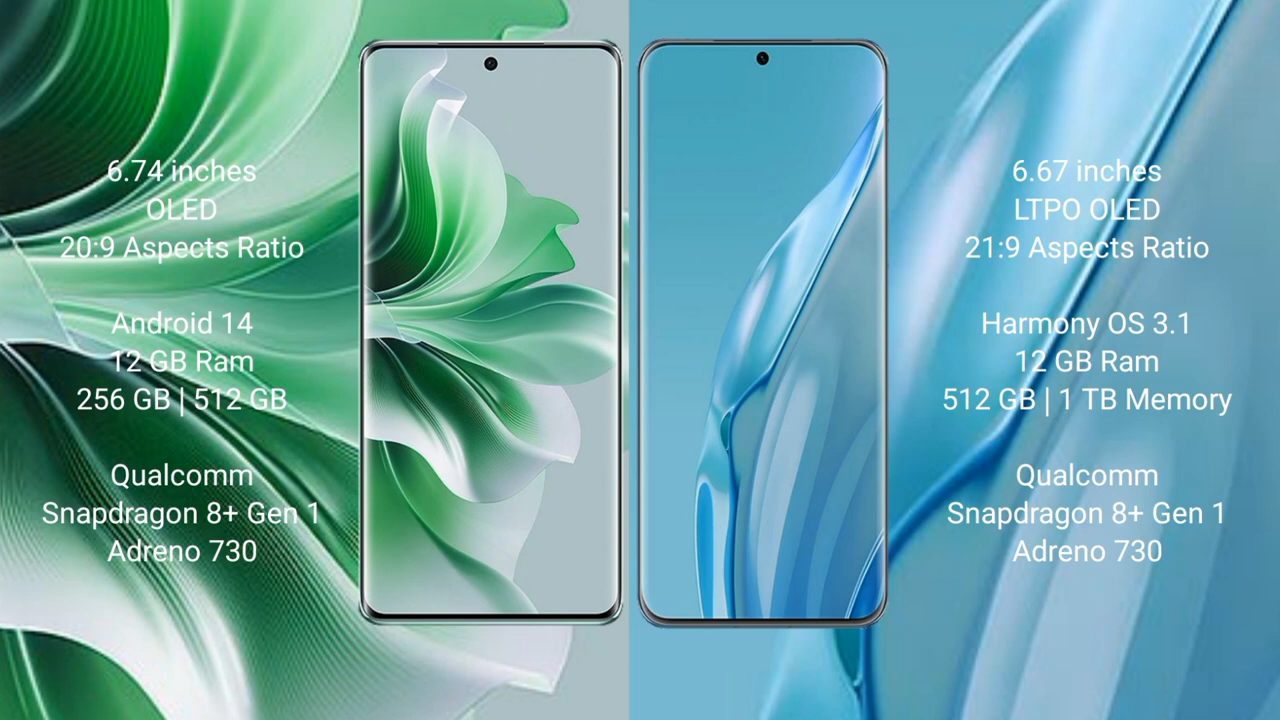 6.74 inches
OLED
20:9 Aspects Ratio
Android 14
12 GB Ram
256 GB | 512 GB
Qualcomm
Snapdragon 8+ Gen 1
Adreno 730
6.67 inches
LTPO OLED
21:9 Aspects Ratio
Harmony OS 3.1
12 GB Ram
512 GB | 1 TB Memory
Qualcomm
Snapdragon 8+ Gen 1
Adreno 730